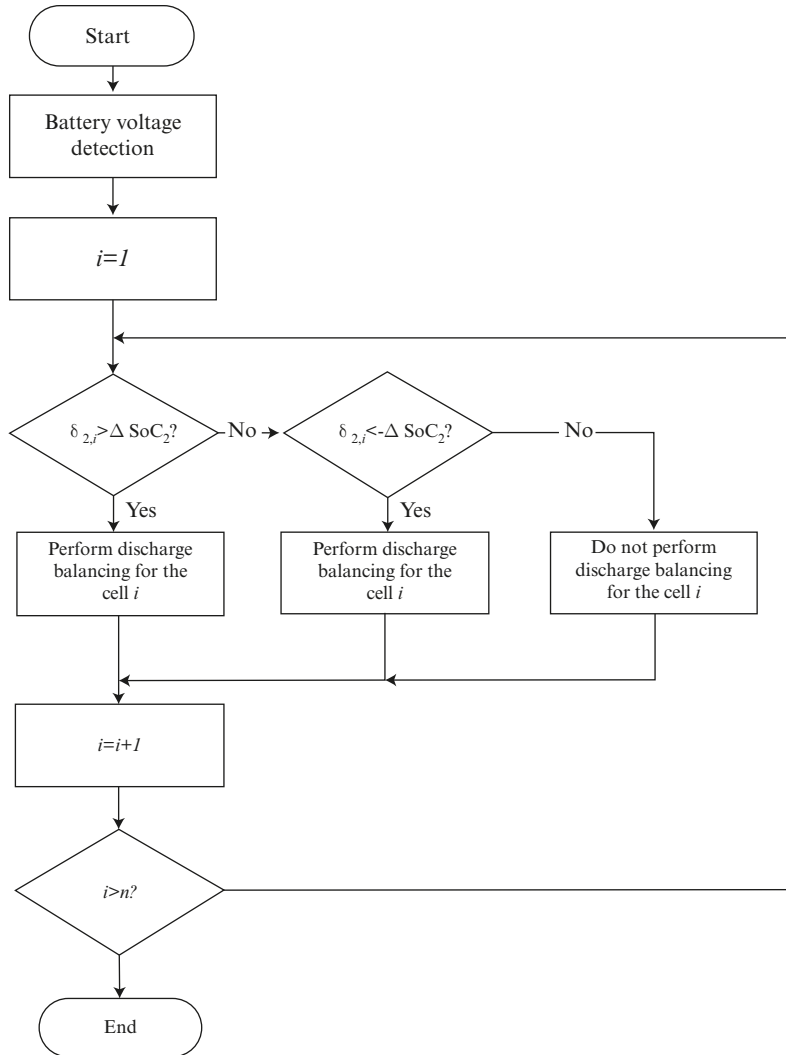 Start
Battery voltage
detection
i=1
δ 2,i>Δ SoC2?
No
δ 2,i<-Δ SoC2?
No
Yes
Yes
Perform discharge
balancing for the
cell i
Perform discharge
balancing for the
cell i
Do not perform
discharge balancing
for the cell i
i=i+1
i>n?
End